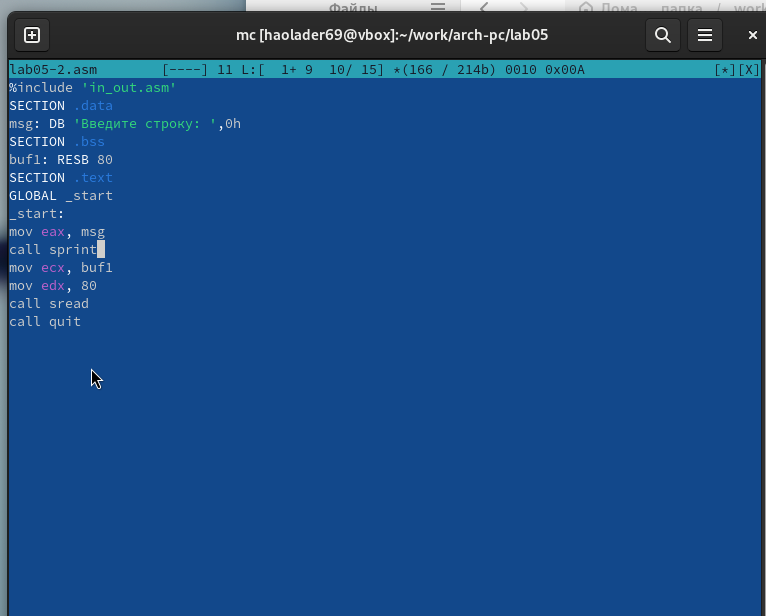 Файлы
Дома
папка
/
work
mc [haolader69@vbox]:~/work/arch-pc/lab05
lab05-2.asm [----] 11 L:[ 1+ 9 10/ 15] *(166 / 214b) 0010 0x00A [*][X]
%include 'in_out.asm'
SECTION .data
msg: DB 'Введите строку: ',0h
SECTION .bss
buf1: RESB 80
SECTION .text
GLOBAL _start
_start:
mov eax, msg
call sprint
mov ecx, buf1
mov edx, 80
call sread
call quit